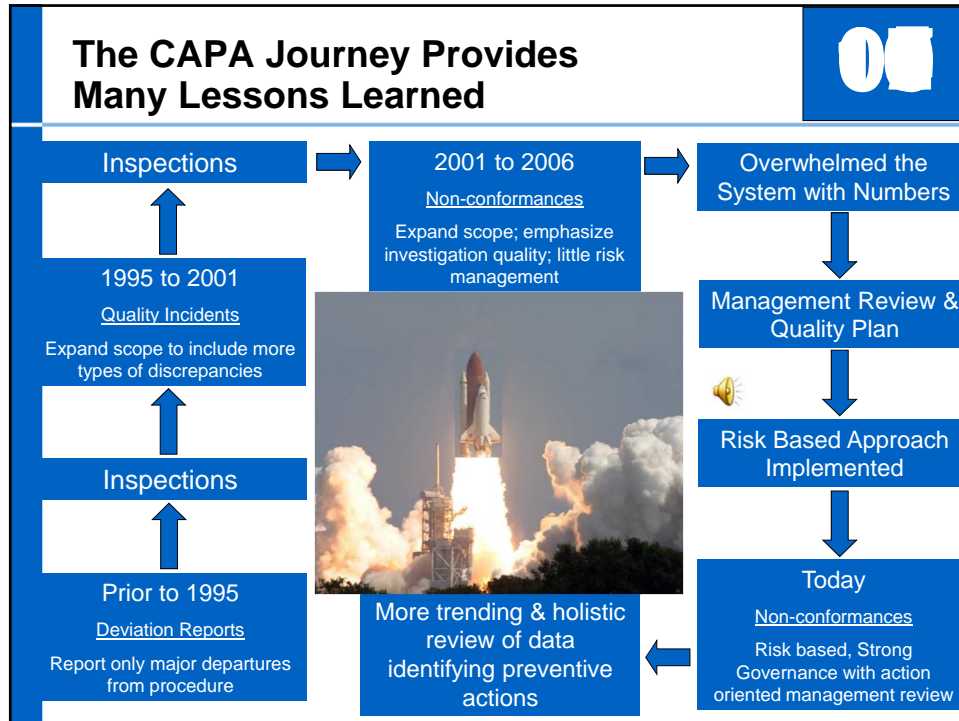 The CAPA Journey Provides
Many Lessons Learned
Prior to 1995
Deviation Reports
Report only major departures
from procedure
Inspections
1995 to 2001
Quality Incidents
Expand scope to include more
types of discrepancies
Inspections
2001 to 2006
Non-conformances
Expand scope; emphasize
investigation quality; little risk
management
Overwhelmed the
System with Numbers
Management Review &
Quality Plan
Risk Based Approach
Implemented
Today
Non-conformances
Risk based, Strong
Governance with action
oriented management review
More trending & holistic
review of data
identifying preventive
actions